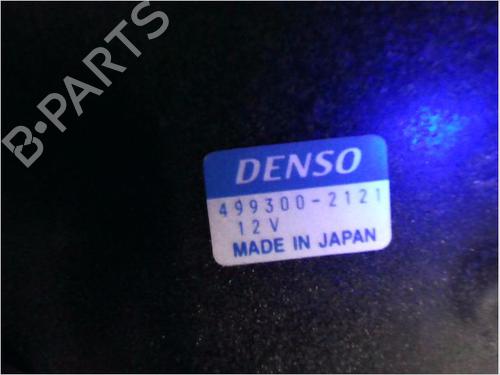 B-PARTS
DENSO
499300-2121
12V
MADE IN JAPAN